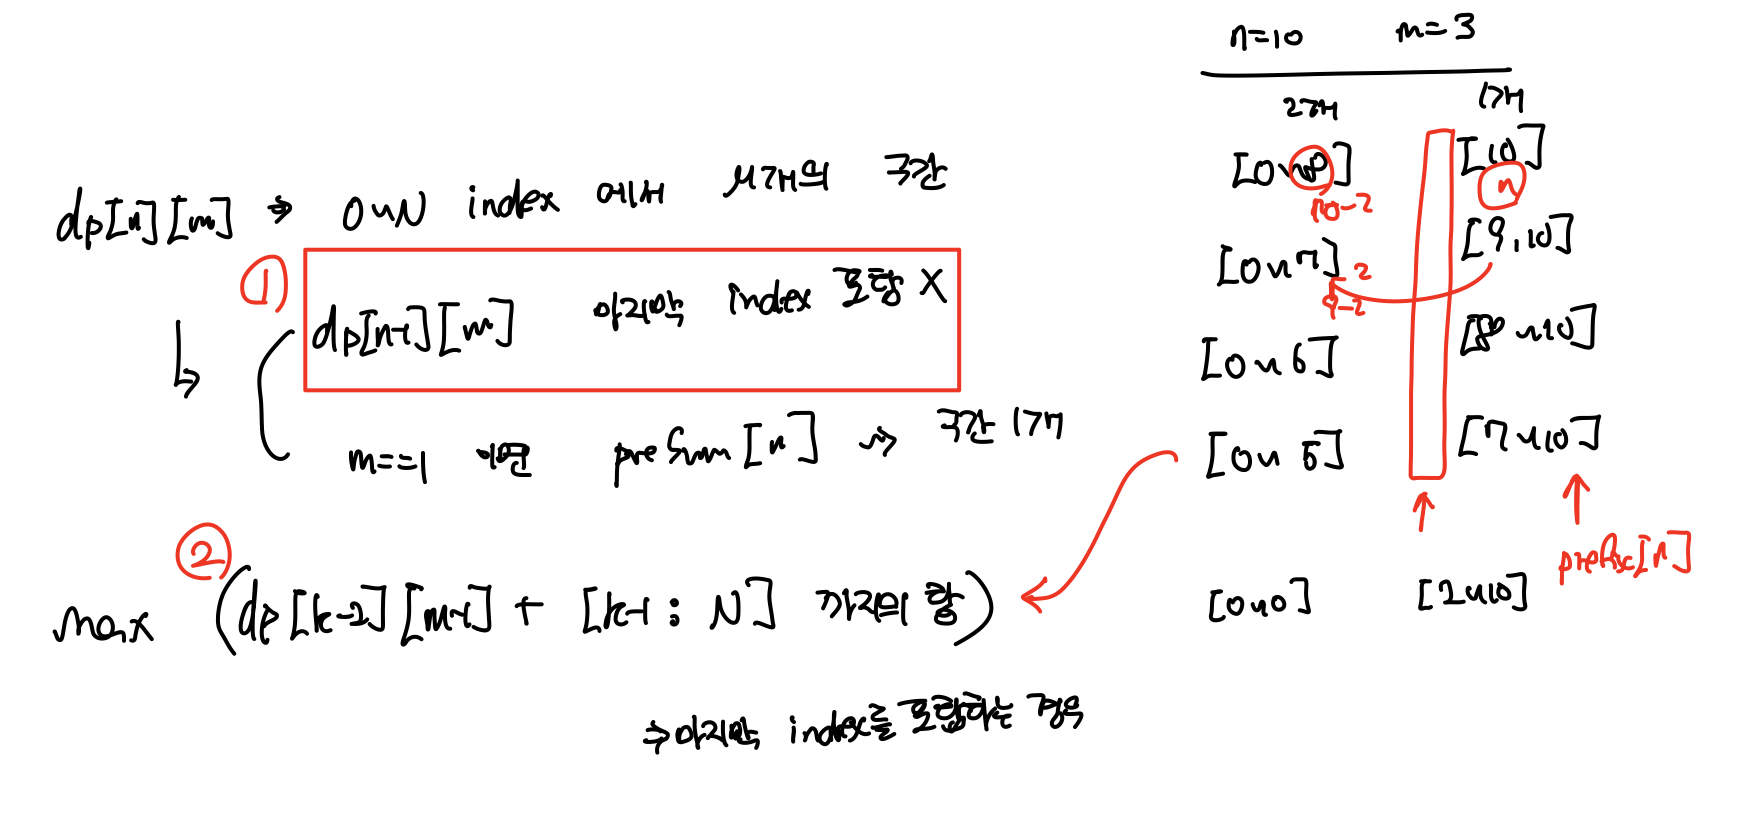 n=10 m=3
2개 1개
dp[n][m] → 0~N index 에서 M개의 구간
① dp[n-1][m] 마지막 index 포함 X
m==1 이면 preSum[n] ~> 구간 1개
② max (dp[k-2][m-1] + [k-1 : N] 까지의 합)
⇒ 마지막 index를 포함하는 경우
[0~8] [10]
10-2 n
[0~7] [9,10]
9-2
[0~6] [8~10]
[0~5] [7~10]
prefix[n]
[0~0] [2~10]